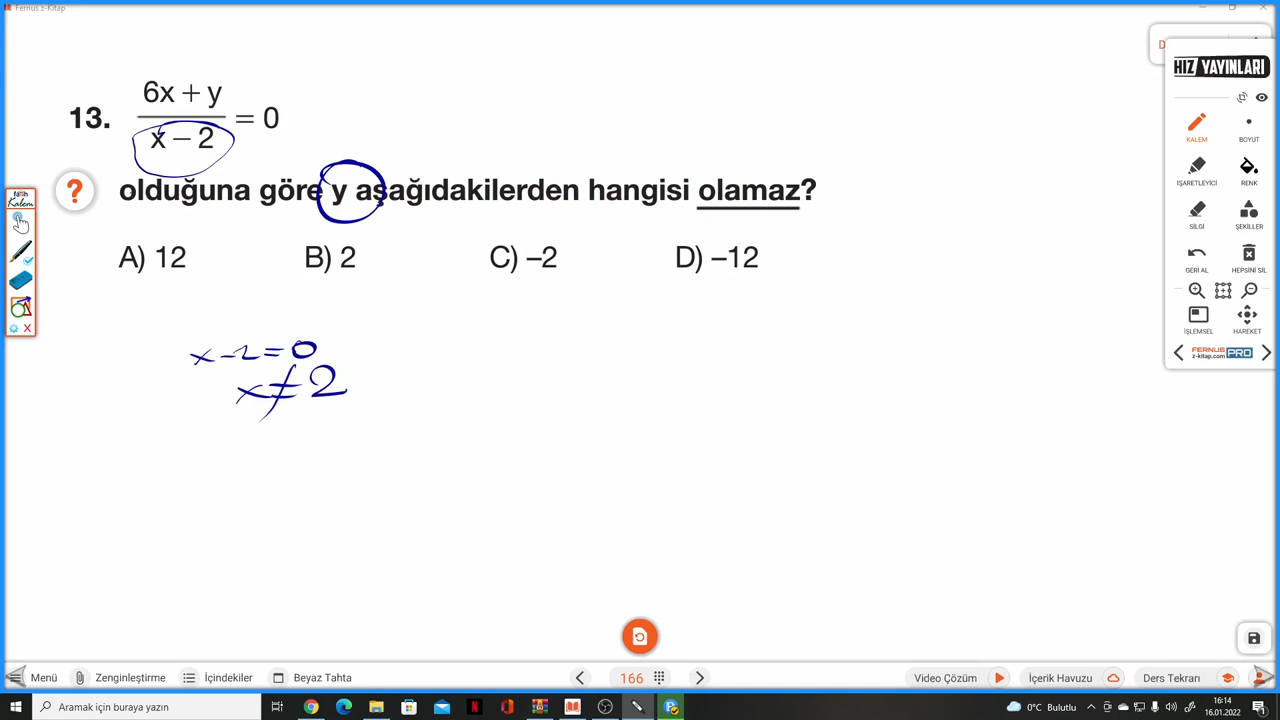 Fernus z-Kitap
13. 6x + y
x − 2
= 0
olduğuna göre y aşağıdakilerden hangisi olamaz?
A) 12 B) 2 C) –2 D) –12
x – 2 = 0
x ≠ 2
fatih
Kalem
HIZ YAYINLARI
KALEM BOYUT
İŞARETLEYİCİ RENK
SİLGİ ŞEKİLLER
GERİ AL HEPSİNİ SİL
İŞLEMSEL HAREKET
FERNUS PRO
z-kitap.com
Menü Zenginleştirme İçindekiler Beyaz Tahta 166 Video Çözüm İçerik Havuzu Ders Tekrarı
Aramak için buraya yazın 0°C Bulutlu 16:14
16.01.2022